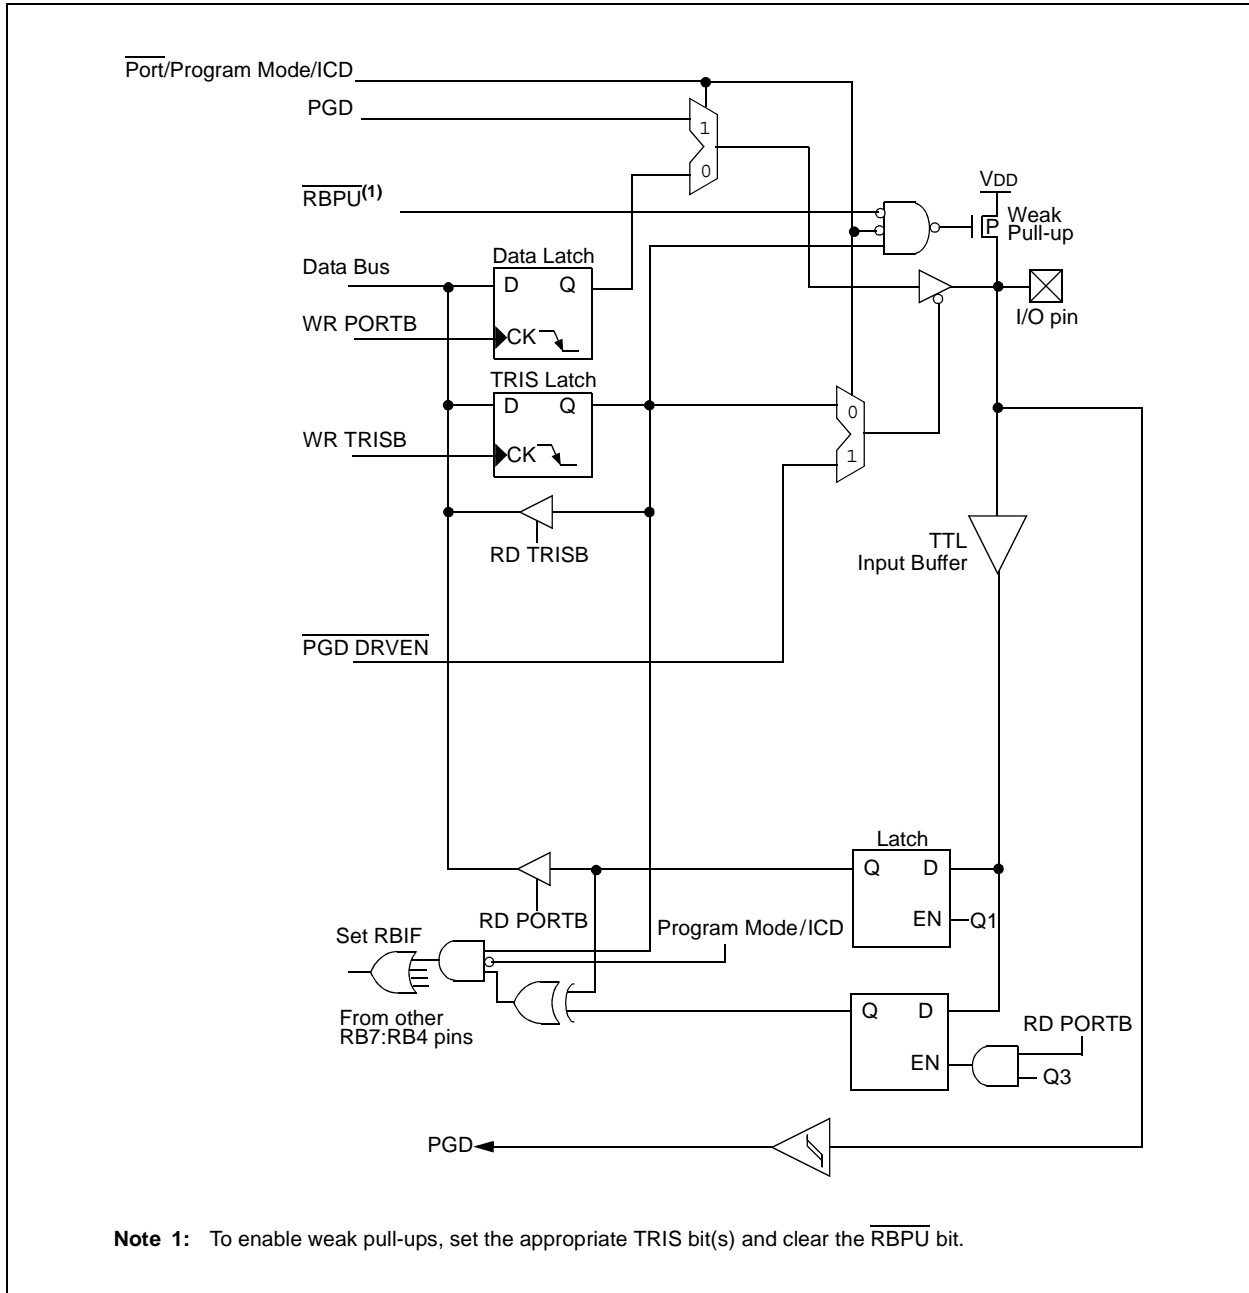 Port/Program Mode/ICD
PGD
1
0
RBPU(1)
VDD
Weak
Pull-up
P
Data Bus
Data Latch
D Q
WR PORTB
CK
I/O pin
TRIS Latch
D Q
0
WR TRISB
CK
1
RD TRISB
TTL
Input Buffer
PGD DRVEN
Latch
Q D
EN
Q1
RD PORTB
Program Mode/ICD
Set RBIF
From other
RB7:RB4 pins
Q D
EN
RD PORTB
Q3
PGD
Note 1: To enable weak pull-ups, set the appropriate TRIS bit(s) and clear the RBPU bit.